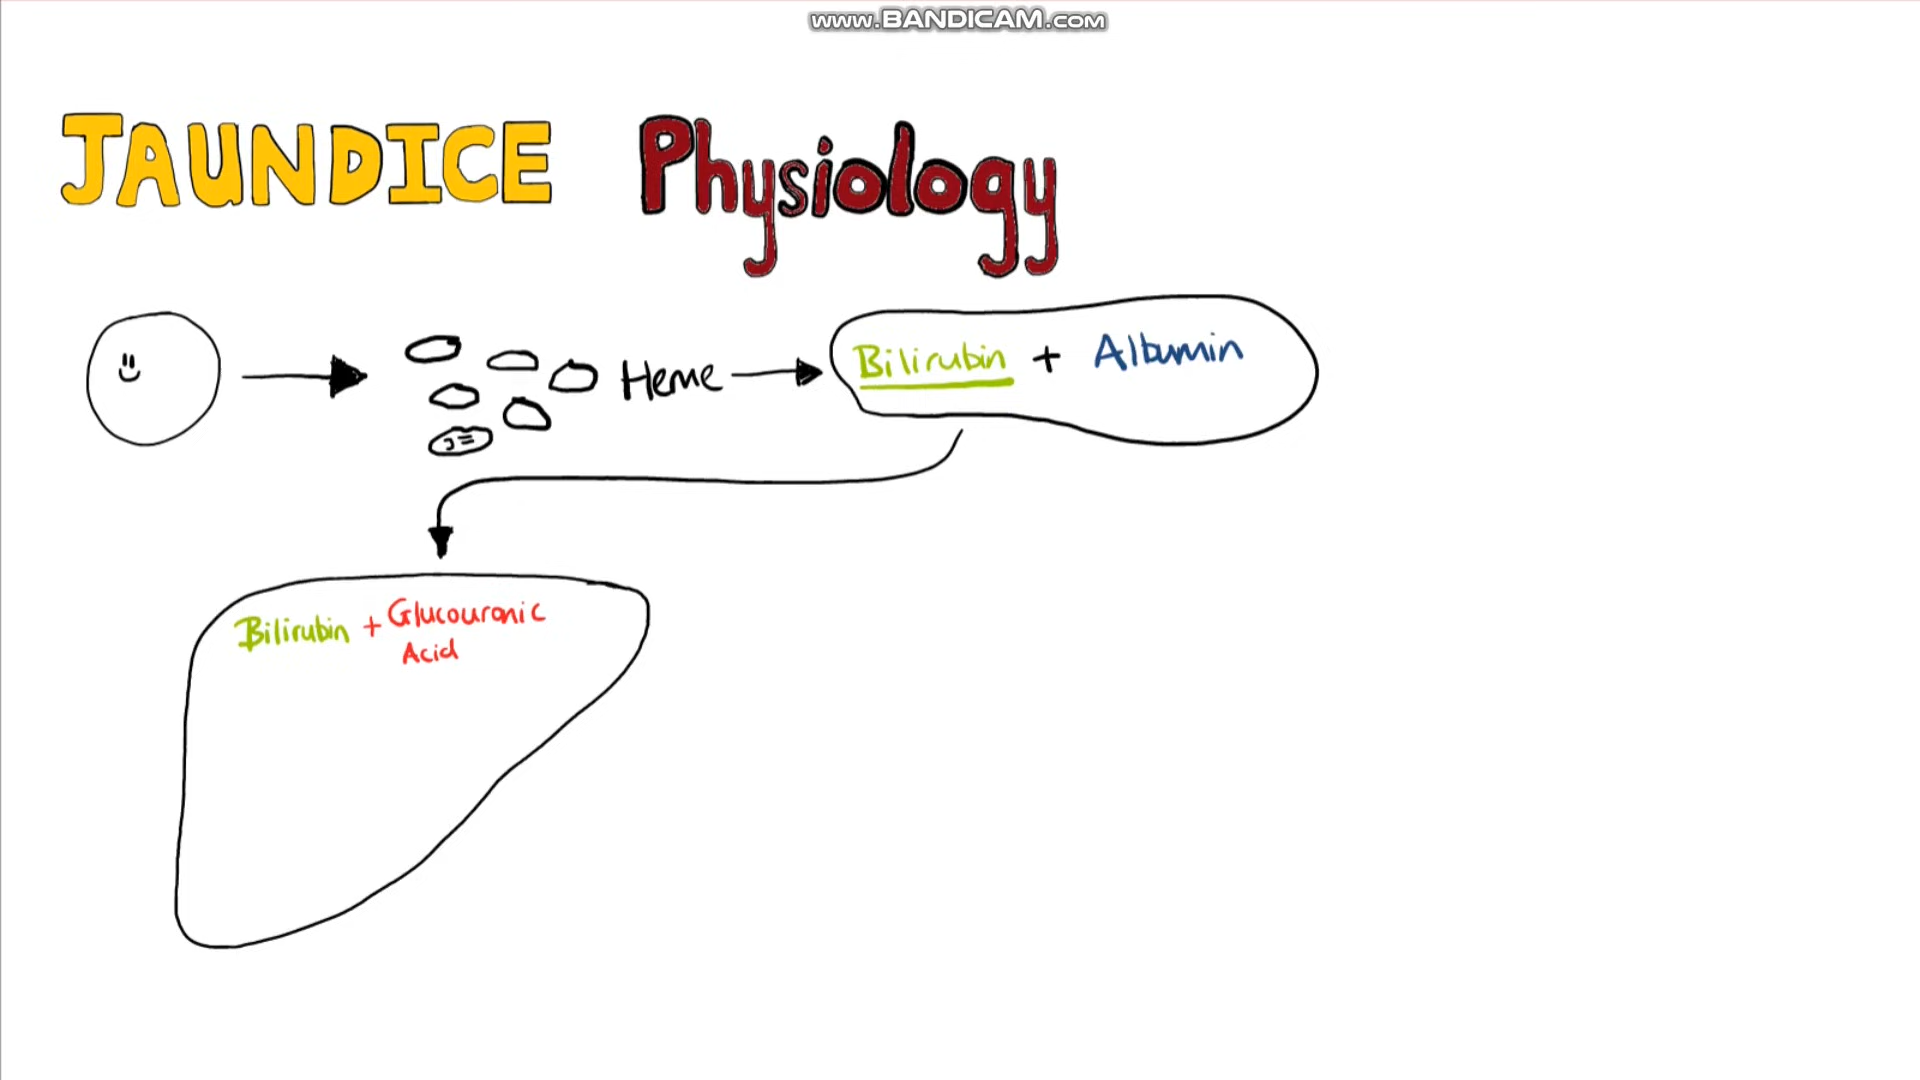 www.BANDICAM.com
JAUNDICE Physiology
Heme
Bilirubin + Albumin
Bilirubin + Glucouronic
Acid